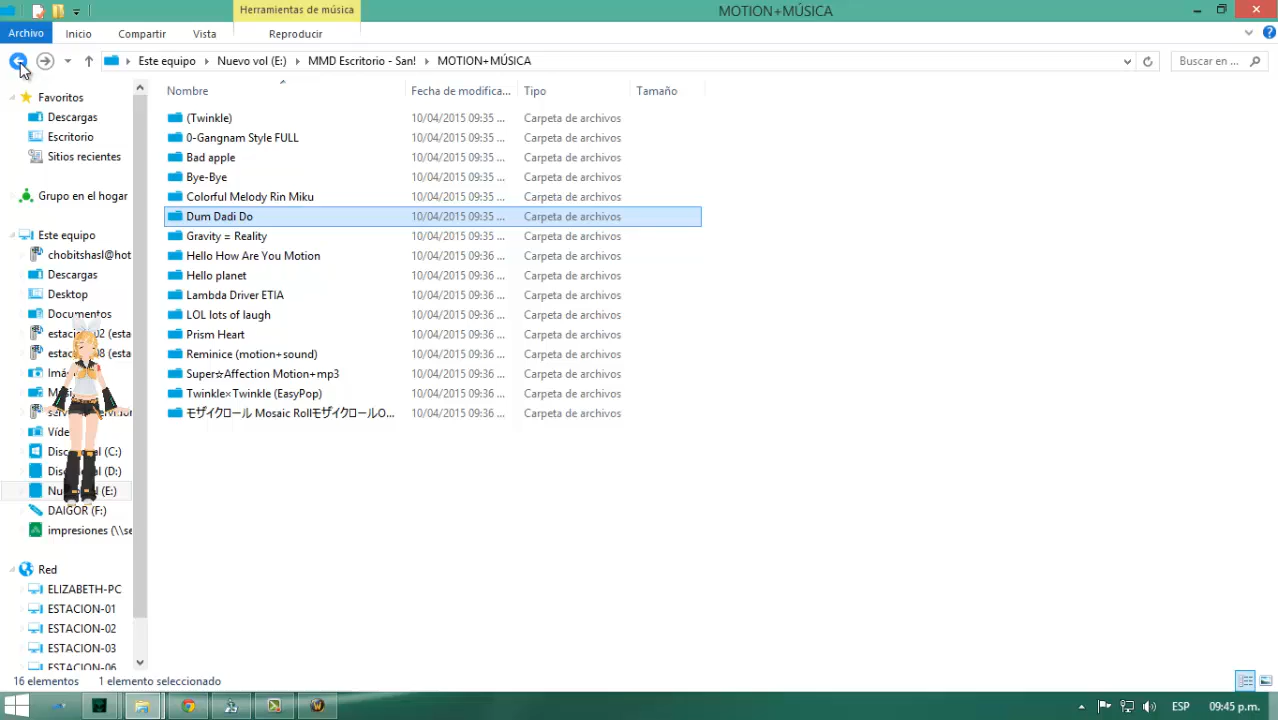 Herramientas de música
MOTION+MÚSICA
Archivo Inicio Compartir Vista Reproducir
Este equipo Nuevo vol (E:) MMD Escritorio - San! MOTION+MÚSICA
Buscar en ...
Nombre Fecha de modifica... Tipo Tamaño
Favoritos
Descargas
Escritorio
Sitios recientes
Grupo en el hogar
Este equipo
chobitshasl@hot
Descargas
Desktop
Documentos
(esta
(esta
(C:)
(D:)
(E:)
DAIGOR (F:)
impresiones (\\se
Red
ELIZABETH-PC
ESTACION-01
ESTACION-02
ESTACION-03
ESTACION-06
(Twinkle) 10/04/2015 09:35 ... Carpeta de archivos
0-Gangnam Style FULL 10/04/2015 09:35 ... Carpeta de archivos
Bad apple 10/04/2015 09:35 ... Carpeta de archivos
Bye-Bye 10/04/2015 09:35 ... Carpeta de archivos
Colorful Melody Rin Miku 10/04/2015 09:35 ... Carpeta de archivos
Dum Dadi Do 10/04/2015 09:35 ... Carpeta de archivos
Gravity = Reality 10/04/2015 09:35 ... Carpeta de archivos
Hello How Are You Motion 10/04/2015 09:36 ... Carpeta de archivos
Hello planet 10/04/2015 09:36 ... Carpeta de archivos
Lambda Driver ETIA 10/04/2015 09:36 ... Carpeta de archivos
LOL lots of laugh 10/04/2015 09:36 ... Carpeta de archivos
Prism Heart 10/04/2015 09:36 ... Carpeta de archivos
Reminice (motion+sound) 10/04/2015 09:36 ... Carpeta de archivos
Super☆Affection Motion+mp3 10/04/2015 09:36 ... Carpeta de archivos
Twinkle×Twinkle (EasyPop) 10/04/2015 09:36 ... Carpeta de archivos
モザイクロール Mosaic RollモザイクロールO... 10/04/2015 09:36 ... Carpeta de archivos
16 elementos 1 elemento seleccionado
ESP 09:45 p.m.